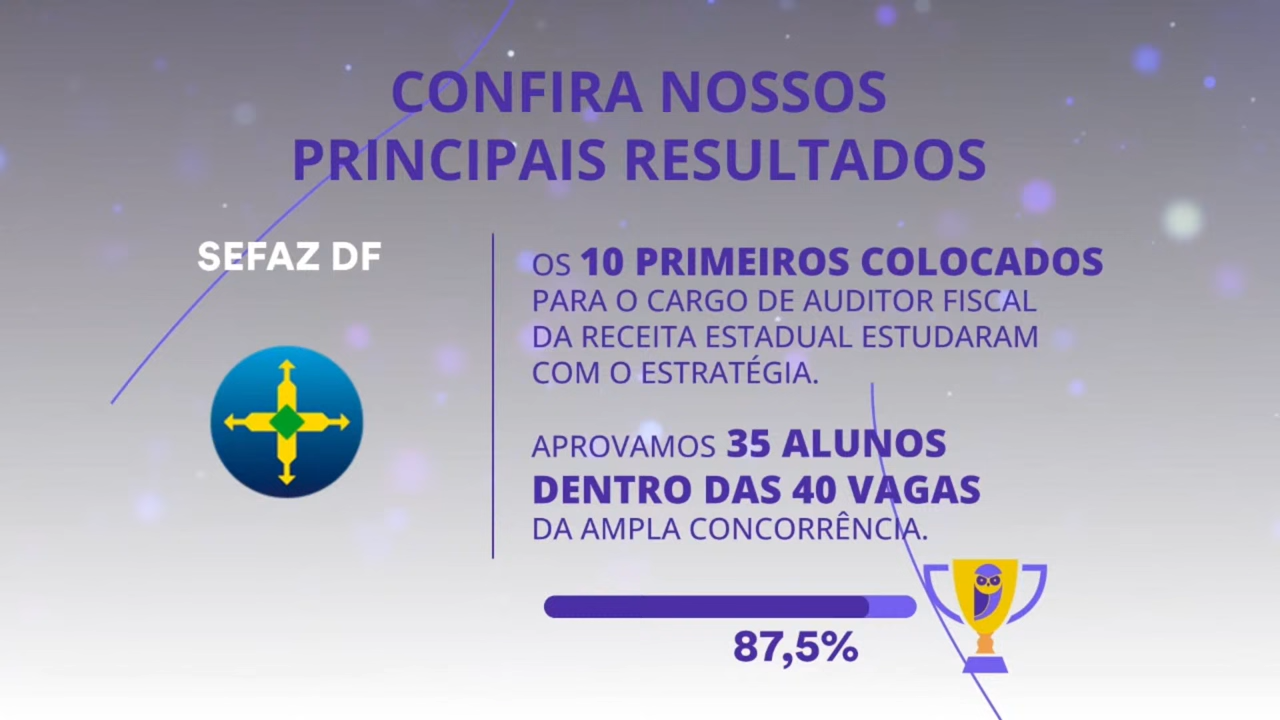 CONFIRA NOSSOS
PRINCIPAIS RESULTADOS
SEFAZ DF
OS 10 PRIMEIROS COLOCADOS
PARA O CARGO DE AUDITOR FISCAL
DA RECEITA ESTADUAL ESTUDARAM
COM O ESTRATÉGIA.
APROVAMOS 35 ALUNOS
DENTRO DAS 40 VAGAS
DA AMPLA CONCORRÊNCIA.
87,5%